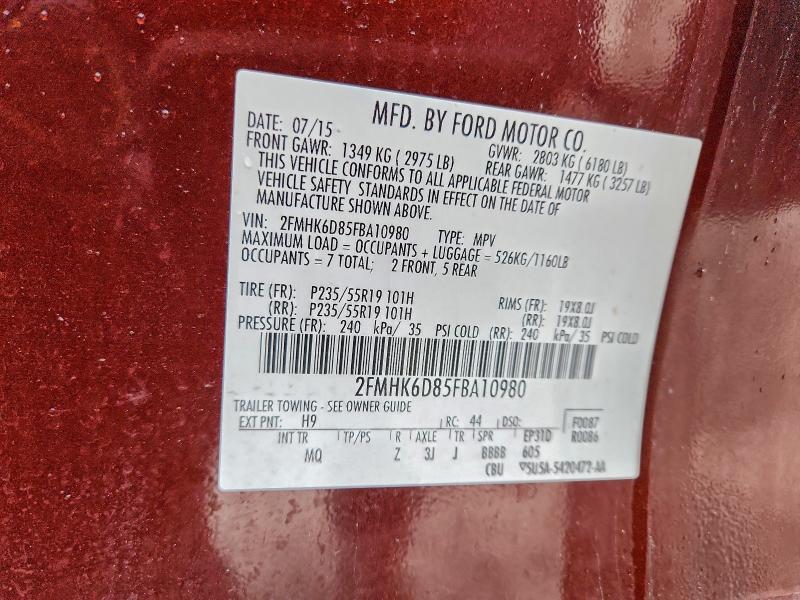 MFD. BY FORD MOTOR CO.
DATE: 07/15 GVWR: 2803 KG ( 6180 LB)
FRONT GAWR: 1349 KG ( 2975 LB) REAR GAWR: 1477 KG ( 3257 LB)
THIS VEHICLE CONFORMS TO ALL APPLICABLE FEDERAL MOTOR
VEHICLE SAFETY STANDARDS IN EFFECT ON THE DATE OF
MANUFACTURE SHOWN ABOVE.
VIN: 2FMHK6D85FBA10980 TYPE: MPV
MAXIMUM LOAD = OCCUPANTS + LUGGAGE = 526KG/1160LB
OCCUPANTS = 7 TOTAL; 2 FRONT, 5 REAR
TIRE (FR): P235/55R19 101H RIMS (FR): 19X8.0J
(RR): P235/55R19 101H (RR): 19X8.0J
PRESSURE (FR): 240 kPa/ 35 PSI COLD (RR): 240 kPa/ 35 PSI COLD
2FMHK6D85FBA10980
TRAILER TOWING - SEE OWNER GUIDE
EXT PNT: H9 RC: 44 DSO: F0087
INT TR TP/PS R AXLE TR SPR EP31D R0086
MQ Z 3J J BBBB 605
CBU ▽5U5A-5420472-AA